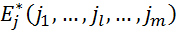 E_j^*(j_1, …, j_l, …, j_m)